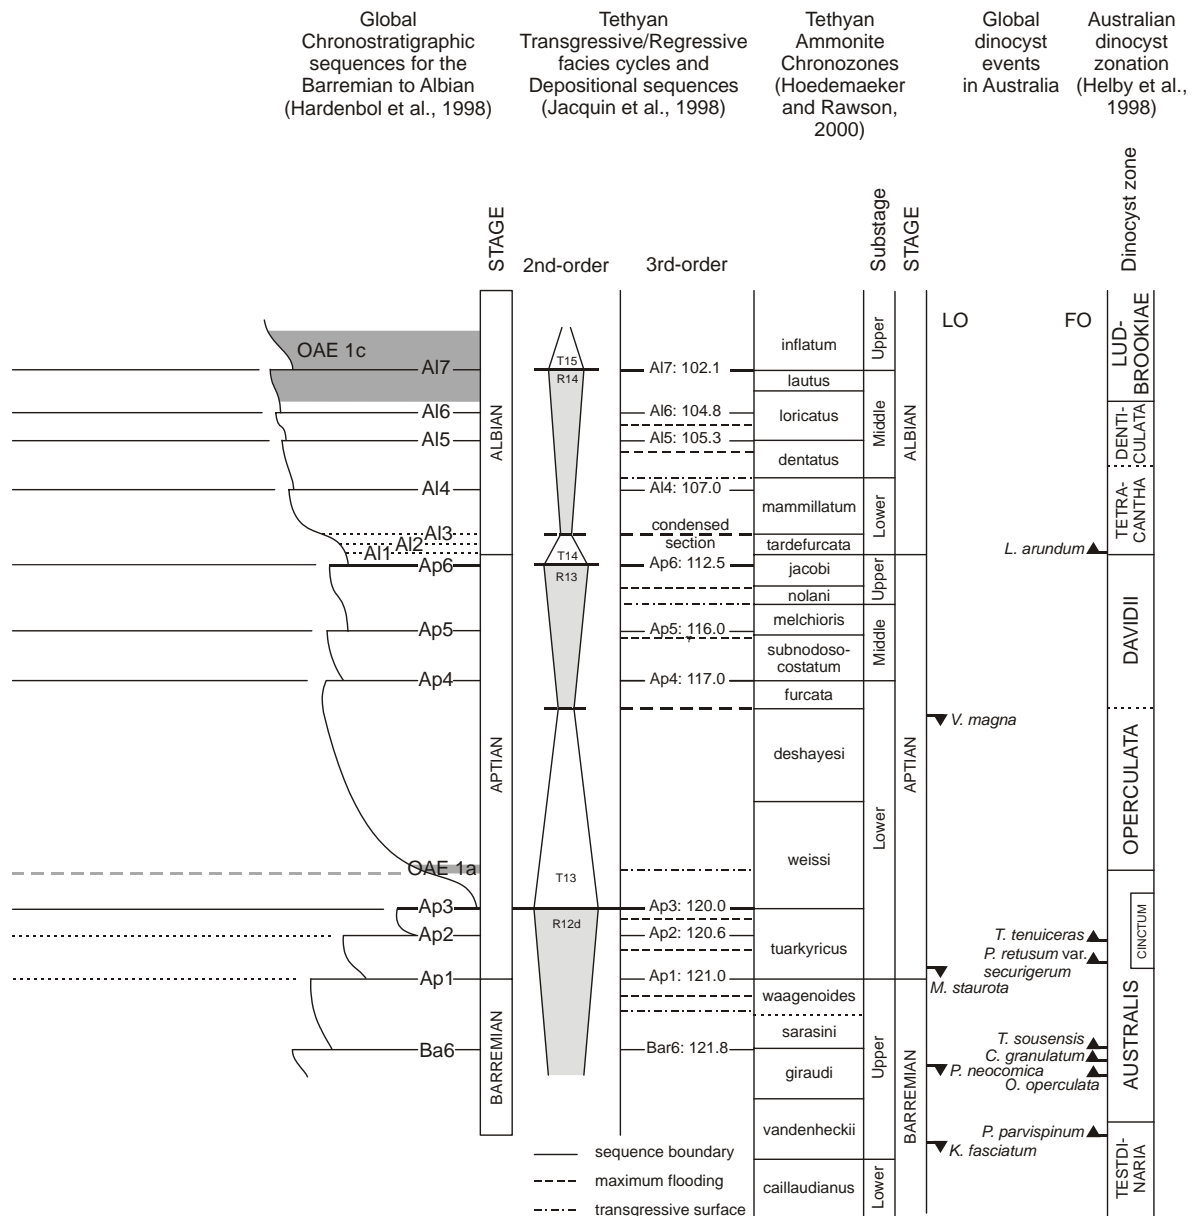 Global
Chronostratigraphic
sequences for the
Barremian to Albian
(Hardenbol et al., 1998)
Tethyan
Transgressive/Regressive
facies cycles and
Depositional sequences
(Jacquin et al., 1998)
Tethyan
Ammonite
Chronozones
(Hoedemaeker
and Rawson,
2000)
Global
dinocyst
events
in Australia
Australian
dinocyst
zonation
(Helby et al.,
1998)
STAGE
2nd-order
3rd-order
Substage
STAGE
Dinocyst zone
OAE 1c
Al7
Al6
Al5
Al4
Al3
Al2
Al1
Ap6
Ap5
Ap4
OAE 1a
Ap3
Ap2
Ap1
Ba6
ALBIAN
APTIAN
BARREMIAN
T15
R14
T14
R13
T13
R12d
Al7: 102.1
Al6: 104.8
Al5: 105.3
Al4: 107.0
condensed
section
Ap6: 112.5
Ap5: 116.0
Ap4: 117.0
Ap3: 120.0
Ap2: 120.6
Ap1: 121.0
Bar6: 121.8
inflatum
lautus
loricatus
dentatus
mammillatum
tardefurcata
jacobi
nolani
melchioris
subnodoso-
costatum
furcata
deshayesi
weissi
tuarkyricus
waagenoides
sarasini
giraudi
vandenheckii
caillaudianus
Upper
Middle
Lower
Upper
Middle
Lower
Upper
Lower
ALBIAN
APTIAN
BARREMIAN
LO
FO
L. arundum
V. magna
T. tenuiceras
P. retusum var.
securigerum
M. staurota
T. sousensis
C. granulatum
P. neocomica
O. operculata
P. parvispinum
K. fasciatum
LUD-
BROOKIAE
DENTI-
CULATA
TETRA-
CANTHA
DAVIDII
OPERCULATA
CINCTUM
AUSTRALIS
TESTDI-
NARIA
sequence boundary
maximum flooding
transgressive surface